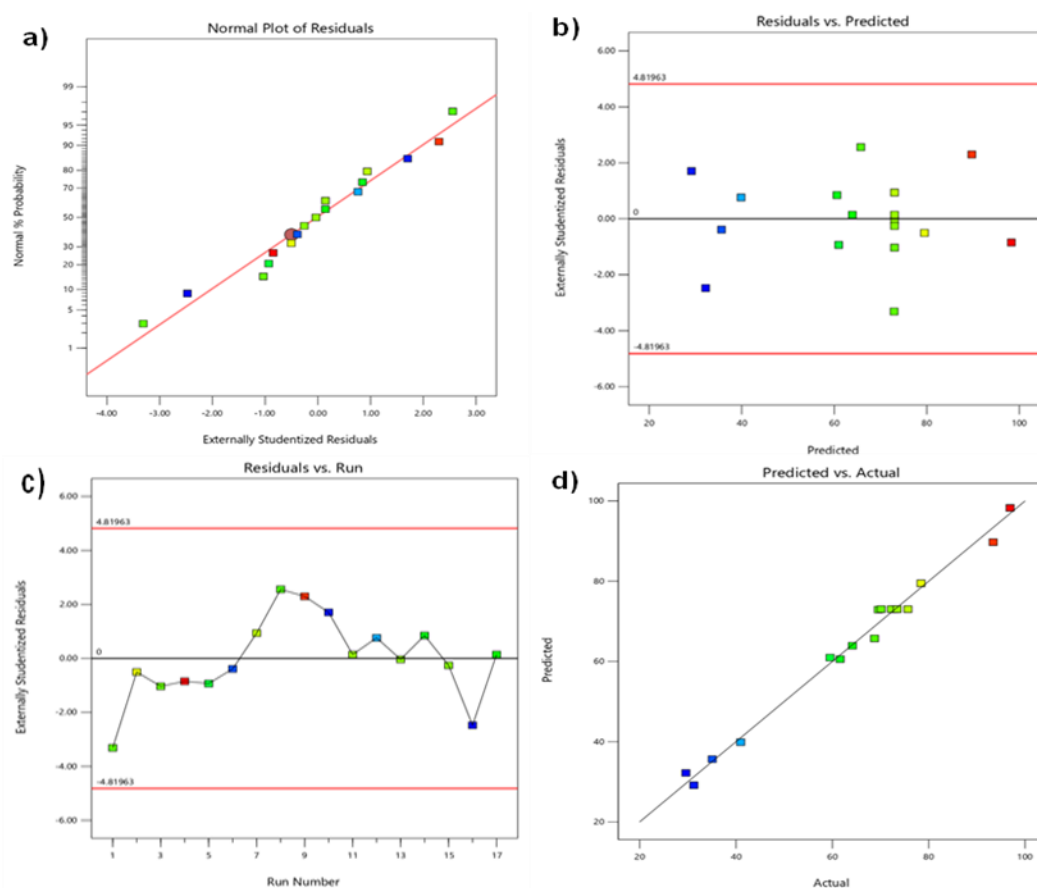 a)
Normal Plot of Residuals
Normal % Probability
99
95
90
80
70
50
30
20
10
5
1
-4.00 -3.00 -2.00 -1.00 0.00 1.00 2.00 3.00
Externally Studentized Residuals
b)
Residuals vs. Predicted
Externally Studentized Residuals
6.00
4.81963
4.00
2.00
0
0.00
-2.00
-4.00
-4.81963
-6.00
20 40 60 80 100
Predicted
c)
Residuals vs. Run
Externally Studentized Residuals
6.00
4.81963
4.00
2.00
0
0.00
-2.00
-4.00
-4.81963
-6.00
1 3 5 7 9 11 13 15 17
Run Number
d)
Predicted vs. Actual
Predicted
100
80
60
40
20
20 40 60 80 100
Actual